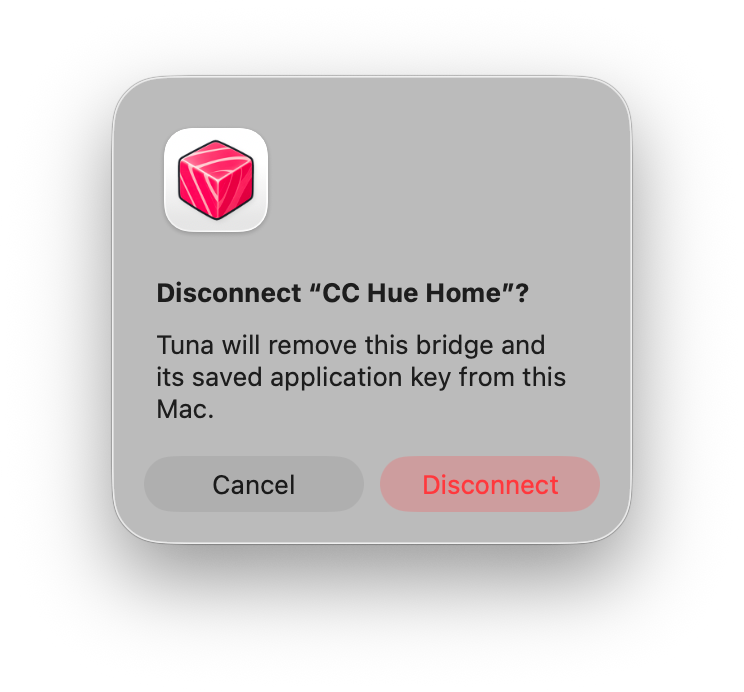 Disconnect “CC Hue Home”?
Tuna will remove this bridge and
its saved application key from this
Mac.
Cancel
Disconnect